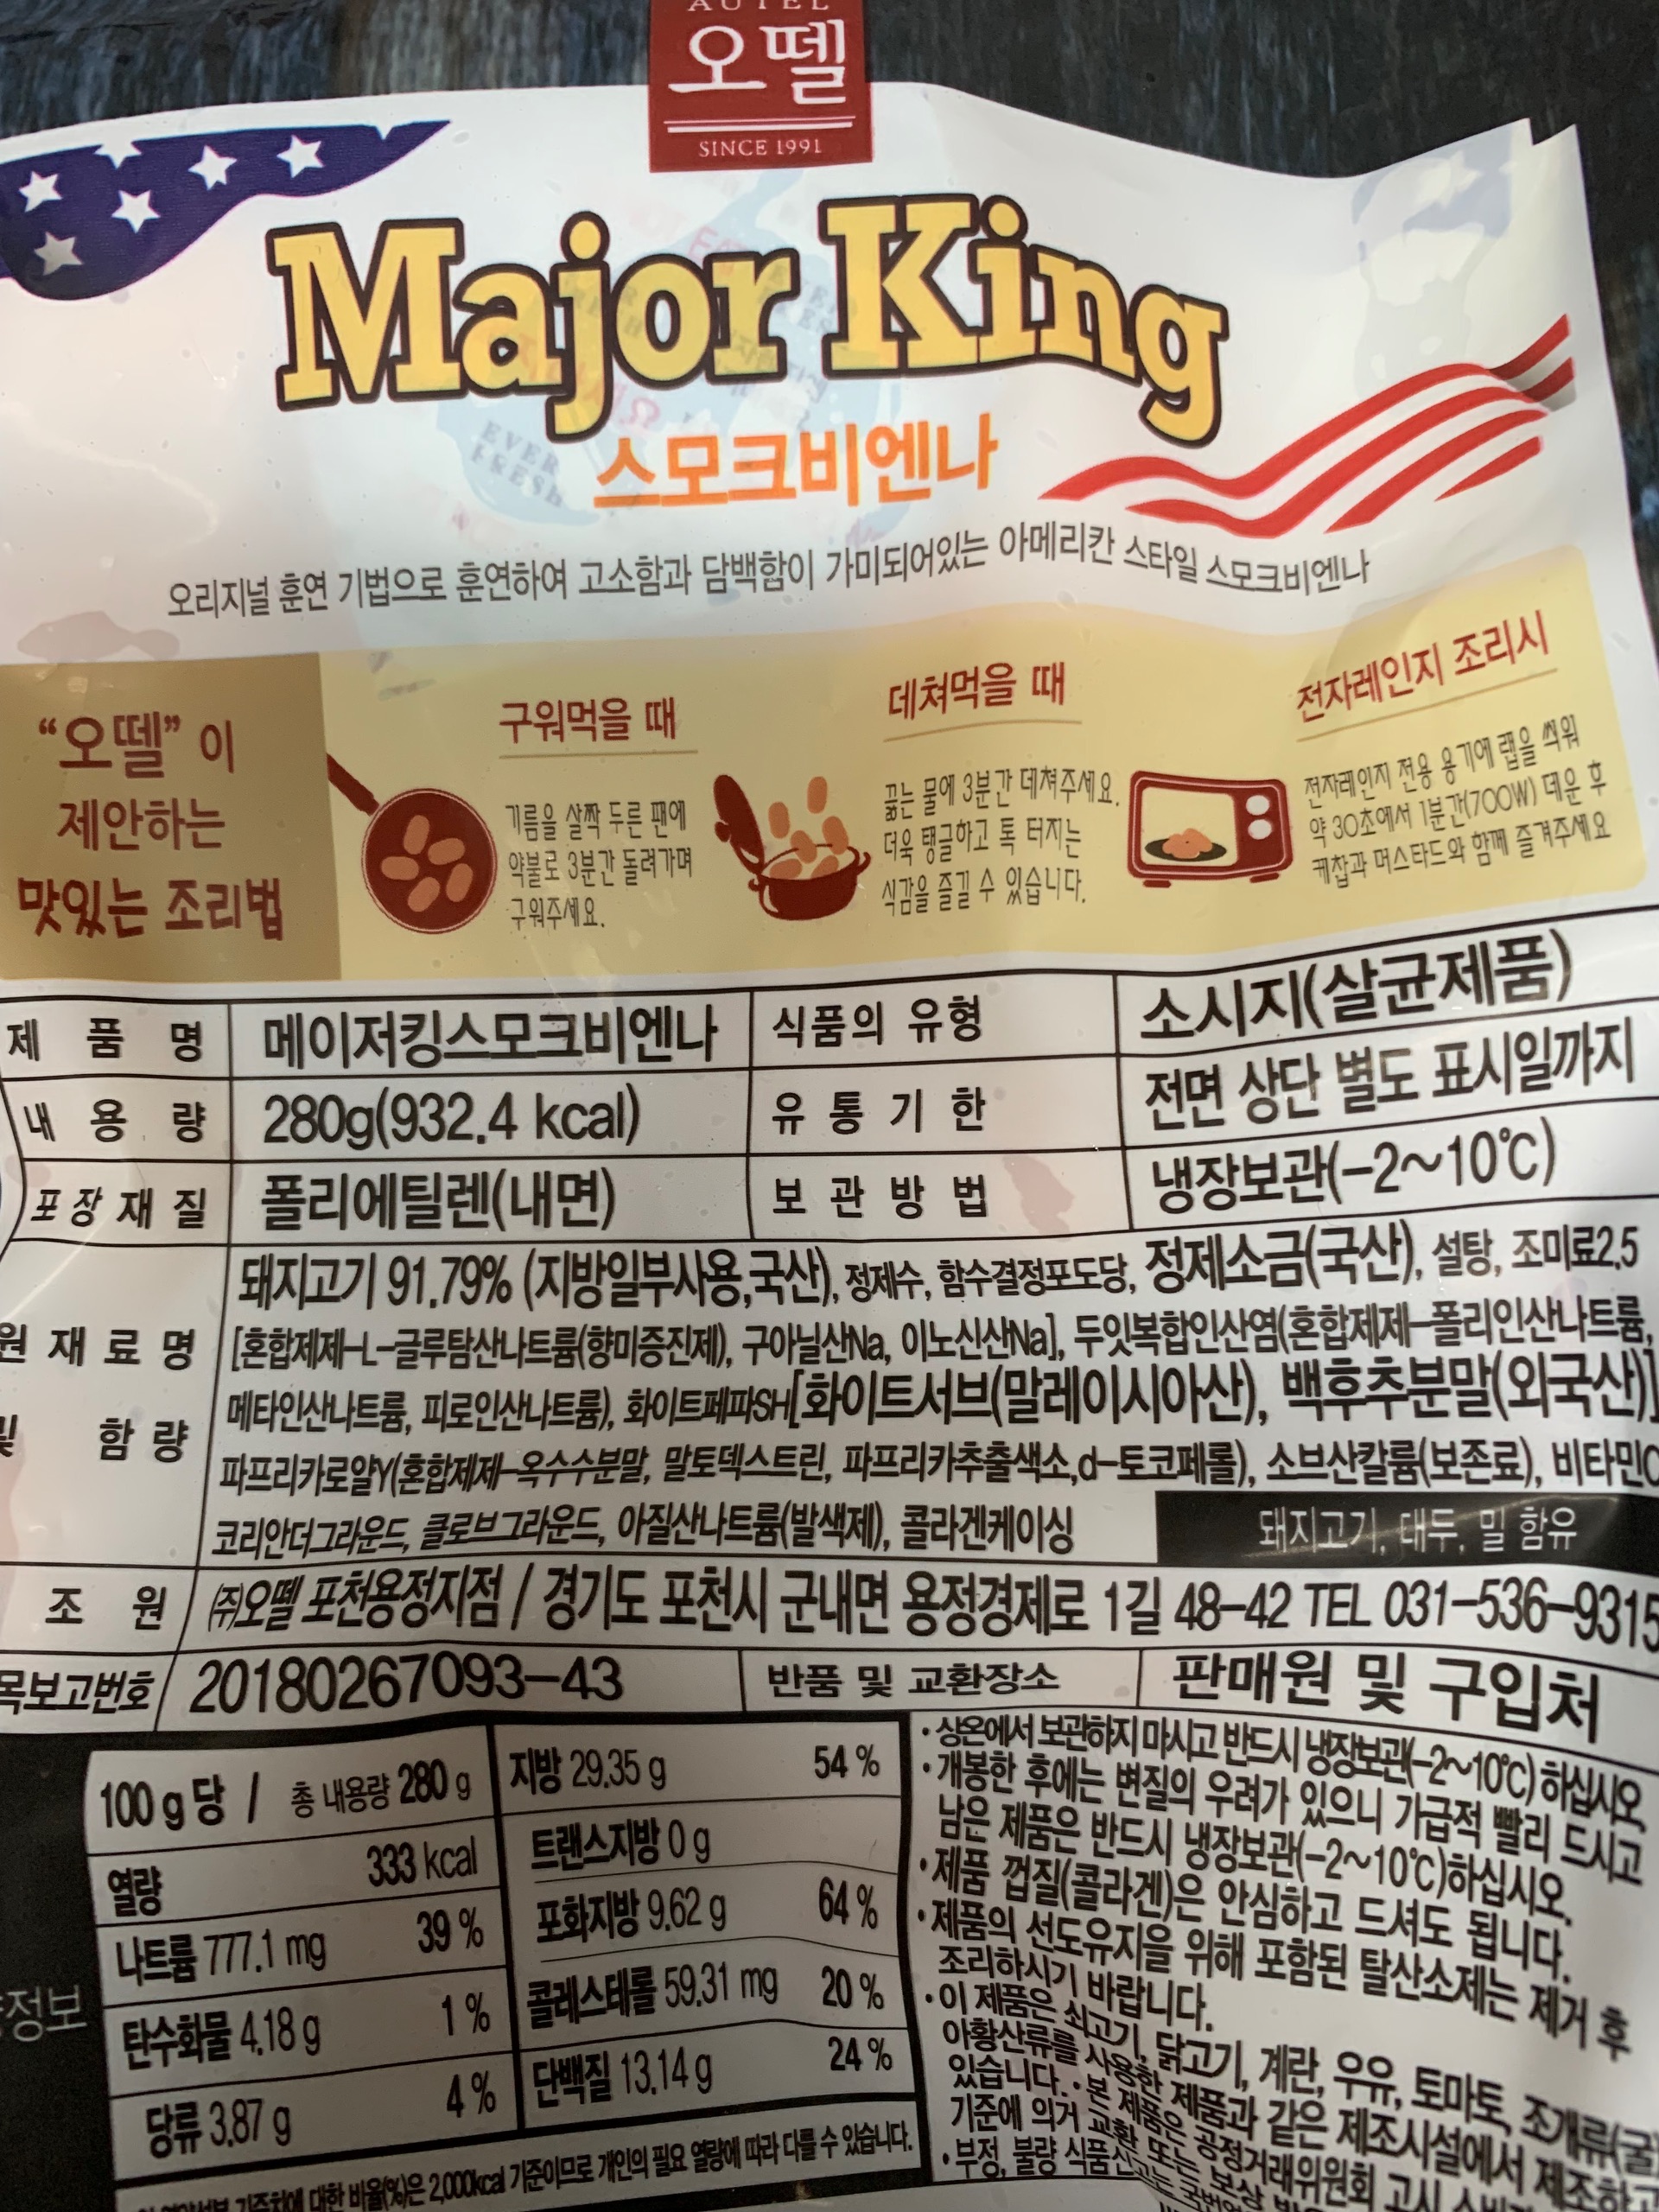 AUTEL
오뗄
SINCE 1991
Major King
EVER
FRESH
스모크비엔나
오리지널 훈연 기법으로 훈연하여 고소함과 담백함이 가미되어있는 아메리칸 스타일 스모크비엔나
“오뗄” 이
제안하는
맛있는 조리법
구워먹을 때
기름을 살짝 두른 팬에
약불로 3분간 돌려가며
구워주세요.
데쳐먹을 때
끓는 물에 3분간 데쳐주세요.
더욱 탱글하고 톡 터지는
식감을 즐길 수 있습니다.
전자레인지 조리시
전자레인지 전용 용기에 랩을 씌워
약 30초에서 1분간(700W) 데운 후
케찹과 머스타드와 함께 즐겨주세요
제 품 명 메이저킹스모크비엔나 식품의 유형 소시지(살균제품)
내 용 량 280g(932.4 kcal) 유 통 기 한 전면 상단 별도 표시일까지
포 장 재 질 폴리에틸렌(내면) 보 관 방 법 냉장보관(-2~10℃)
원 재 료 명
및 함 량
돼지고기 91.79% (지방일부사용,국산), 정제수, 함수결정포도당, 정제소금(국산), 설탕, 조미료2.5
[혼합제제-L-글루탐산나트륨(향미증진제), 구아닐산Na, 이노신산Na], 두잇복합인산염(혼합제제-폴리인산나트륨,
메타인산나트륨, 피로인산나트륨), 화이트페파SH[화이트서브(말레이시아산), 백후추분말(외국산)]
파프리카로얄Y(혼합제제-옥수수분말, 말토덱스트린, 파프리카추출색소,d-토코페롤), 소브산칼륨(보존료), 비타민C
코리안더그라운드, 클로브그라운드, 아질산나트륨(발색제), 콜라겐케이싱
돼지고기, 대두, 밀 함유
조 원 ㈜오뗄 포천용정지점 / 경기도 포천시 군내면 용정경제로 1길 48-42 TEL 031-536-9315
목보고번호 20180267093-43 반품 및 교환장소 판매원 및 구입처
정보
100 g 당 / 총 내용량 280 g
열량 333 kcal
나트륨 777.1 mg 39 %
탄수화물 4.18 g 1 %
당류 3.87 g 4 %
지방 29.35 g 54 %
트랜스지방 0 g
포화지방 9.62 g 64 %
콜레스테롤 59.31 mg 20 %
단백질 13.14 g 24 %
대한 비율(%)은 2,000kcal 기준이므로 개인의 필요 열량에 따라 다를 수 있습니다.
• 상온에서 보관하지 마시고 반드시 냉장보관(-2~10℃) 하십시오.
• 개봉한 후에는 변질의 우려가 있으니 가급적 빨리 드시고
남은 제품은 반드시 냉장보관(-2~10℃)하십시오.
• 제품 껍질(콜라겐)은 안심하고 드셔도 됩니다.
• 제품의 선도유지를 위해 포함된 탈산소제는 제거 후
조리하시기 바랍니다.
• 이 제품은 쇠고기, 닭고기, 계란, 우유, 토마토, 조개류(굴)
아황산류를 사용한 제품과 같은 제조시설에서 제조하고
있습니다. • 본 제품은 공정거래위원회 고시
기준에 의거 교환 또는 보상
• 부정, 불량 식품신고는 국번없